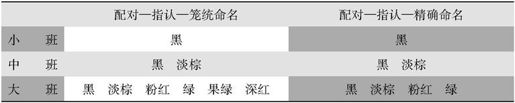 配对—指认—笼统命名 配对—指认—精确命名
小 班 黑 黑
中 班 黑 淡棕 黑 淡棕
大 班 黑 淡棕 粉红 绿 果绿 深红 黑 淡棕 粉红 绿